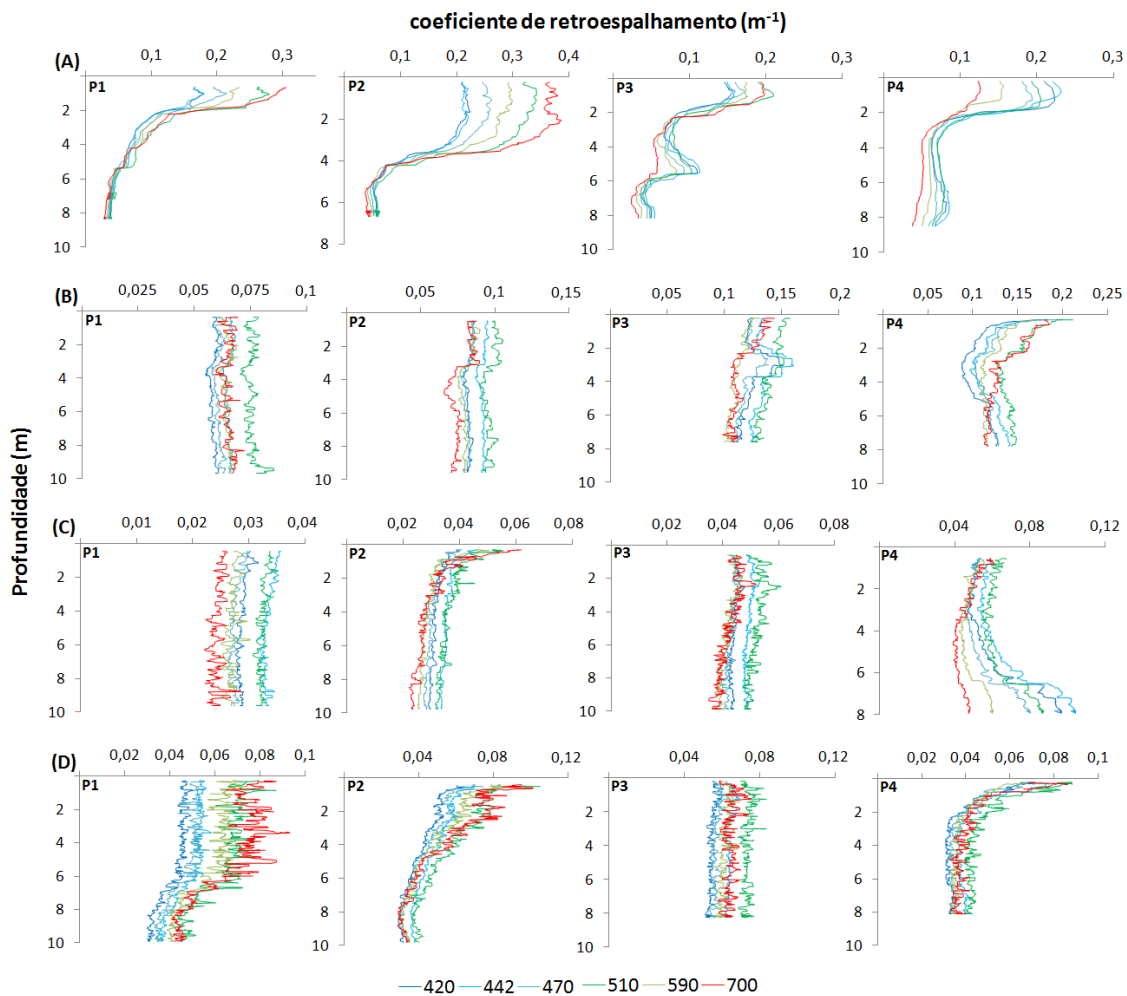 coeficiente de retroespalhamento (m⁻¹)
Profundidade (m)
(A)
0,1 0,2 0,3
P1
2
4
6
8
10
0,1 0,2 0,3 0,4
P2
2
4
6
8
0,1 0,2 0,3
P3
2
4
6
8
10
0,1 0,2 0,3
P4
2
4
6
8
10
(B)
0,025 0,05 0,075 0,1
P1
2
4
6
8
10
0,05 0,1 0,15
P2
2
4
6
8
10
0,05 0,1 0,15 0,2
P3
2
4
6
8
10
0,05 0,1 0,15 0,2 0,25
P4
2
4
6
8
10
(C)
0,01 0,02 0,03 0,04
P1
2
4
6
8
10
0,02 0,04 0,06 0,08
P2
2
4
6
8
10
0,02 0,04 0,06 0,08
P3
2
4
6
8
10
0,04 0,08 0,12
P4
2
4
6
8
(D)
0,02 0,04 0,06 0,08 0,1
P1
2
4
6
8
10
0,04 0,08 0,12
P2
2
4
6
8
10
0,04 0,08 0,12
P3
2
4
6
8
10
0,02 0,04 0,06 0,08 0,1
P4
2
4
6
8
10
420 442 470 510 590 700